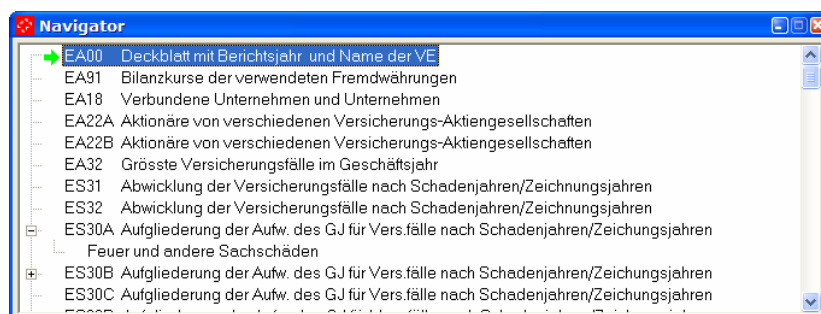 Navigator
EA00 Deckblatt mit Berichtsjahr und Name der VE
EA91 Bilanzkurse der verwendeten Fremdwährungen
EA18 Verbundene Unternehmen und Unternehmen
EA22A Aktionäre von verschiedenen Versicherungs-Aktiengesellschaften
EA22B Aktionäre von verschiedenen Versicherungs-Aktiengesellschaften
EA32 Grösste Versicherungsfälle im Geschäftsjahr
ES31 Abwicklung der Versicherungsfälle nach Schadenjahren/Zeichnungsjahren
ES32 Abwicklung der Versicherungsfälle nach Schadenjahren/Zeichnungsjahren
ES30A Aufgliederung der Aufw. des GJ für Vers.fälle nach Schadenjahren/Zeichungsjahren
Feuer und andere Sachschäden
ES30B Aufgliederung der Aufw. des GJ für Vers.fälle nach Schadenjahren/Zeichungsjahren
ES30C Aufgliederung der Aufw. des GJ für Vers.fälle nach Schadenjahren/Zeichungsjahren